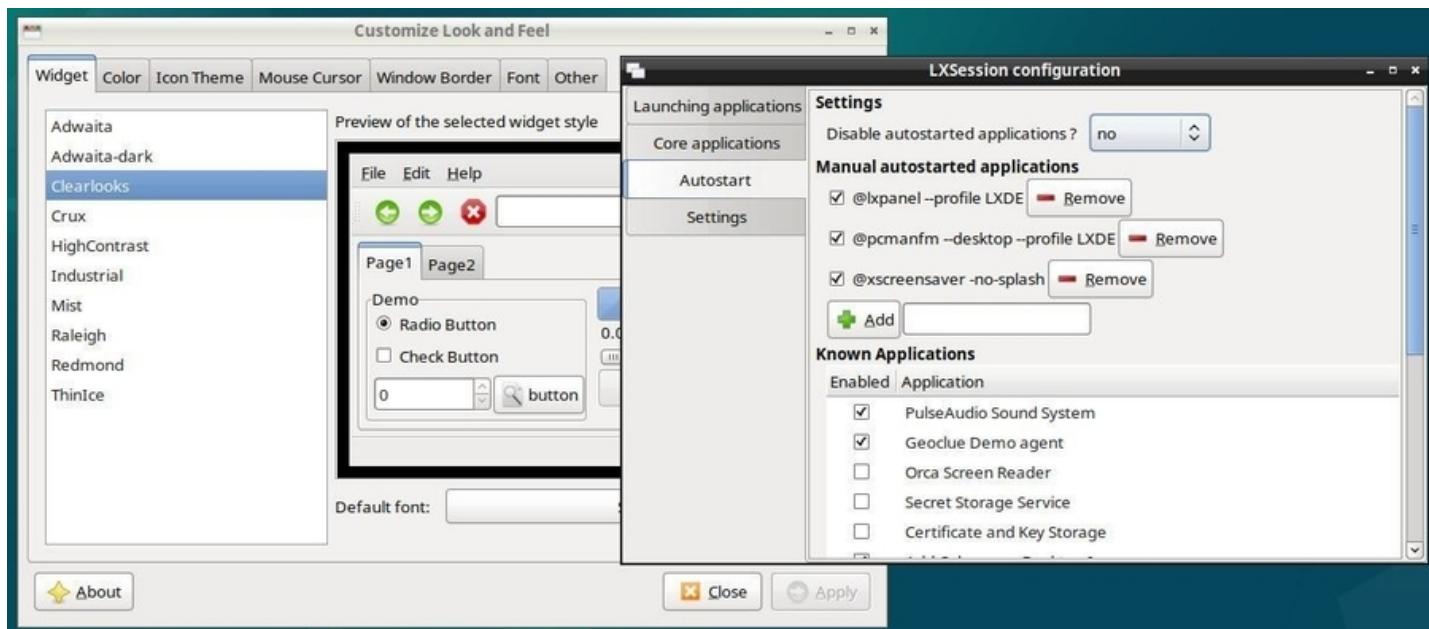 Customize Look and Feel
Widget Color Icon Theme Mouse Cursor Window Border Font Other
Adwaita
Adwaita-dark
Clearlooks
Crux
HighContrast
Industrial
Mist
Raleigh
Redmond
ThinIce
Preview of the selected widget style
File Edit Help
Page1 Page2
Demo
Radio Button
Check Button
0
button
Default font:
About
Close
Apply
LXSession configuration
Launching applications
Core applications
Autostart
Settings
Settings
Disable autostarted applications ? no
Manual autostarted applications
@lxpanel --profile LXDE Remove
@pcmanfm --desktop --profile LXDE Remove
@xscreensaver -no-splash Remove
Add
Known Applications
Enabled Application
PulseAudio Sound System
Geoclue Demo agent
Orca Screen Reader
Secret Storage Service
Certificate and Key Storage